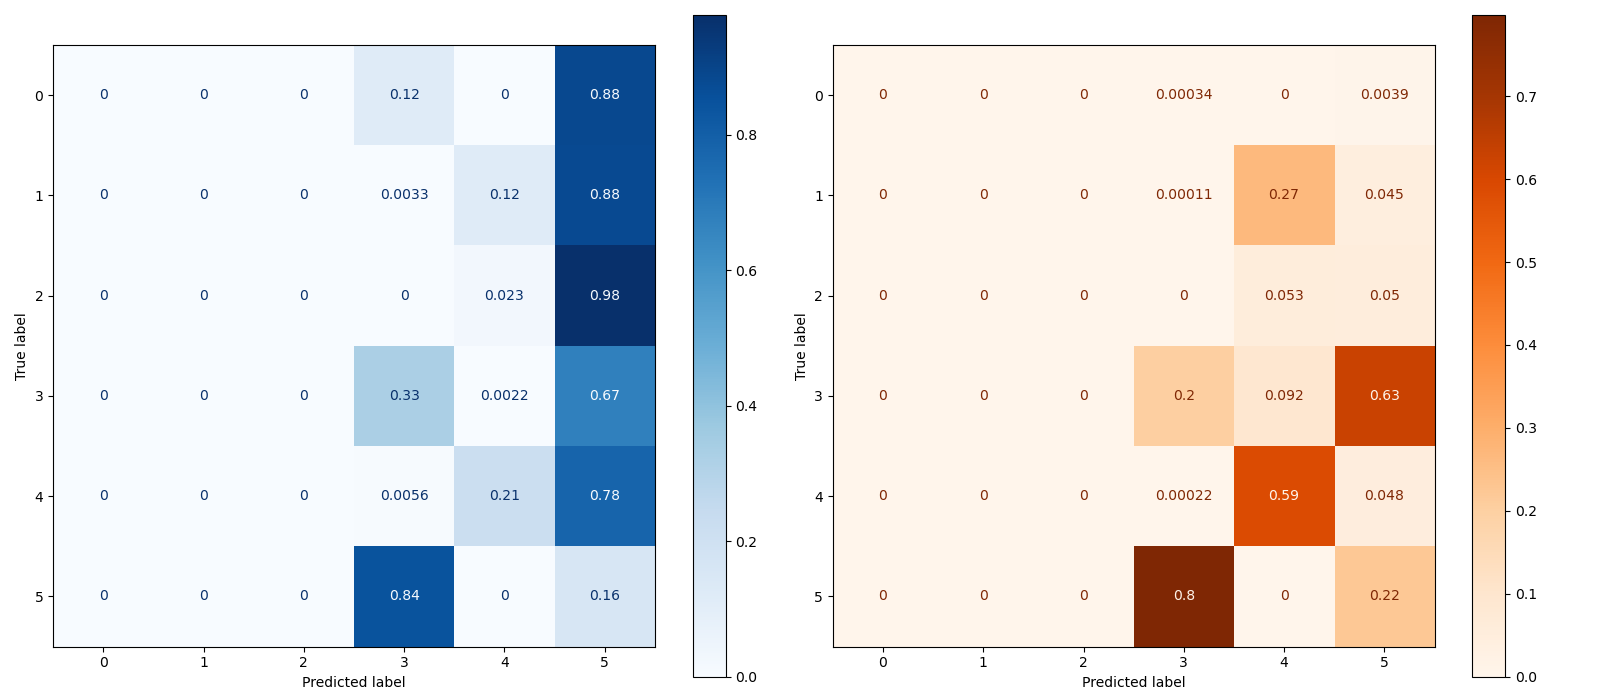 0 0 0 0 0.12 0 0.88
1 0 0 0 0.0033 0.12 0.88
2 0 0 0 0 0.023 0.98
3 0 0 0 0.33 0.0022 0.67
4 0 0 0 0.0056 0.21 0.78
5 0 0 0 0.84 0 0.16
0 1 2 3 4 5
True label
Predicted label
0.8
0.6
0.4
0.2
0.0
0 0 0 0 0.00034 0 0.0039
1 0 0 0 0.00011 0.27 0.045
2 0 0 0 0 0.053 0.05
3 0 0 0 0.2 0.092 0.63
4 0 0 0 0.00022 0.59 0.048
5 0 0 0 0.8 0 0.22
0 1 2 3 4 5
True label
Predicted label
0.7
0.6
0.5
0.4
0.3
0.2
0.1
0.0